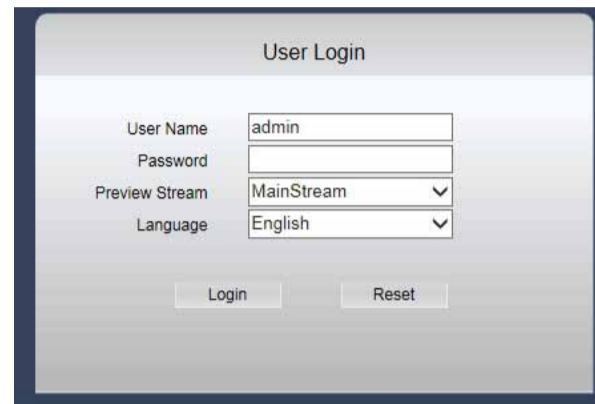 User Login
User Name admin
Password
Preview Stream MainStream
Language English
Login Reset